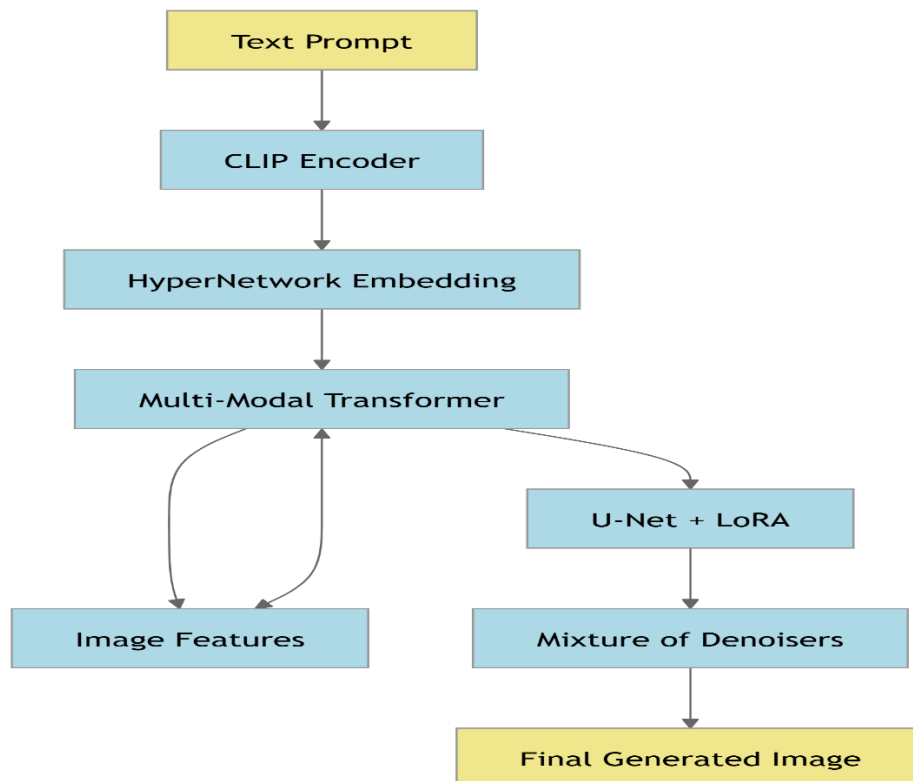 Text Prompt
CLIP Encoder
HyperNetwork Embedding
Multi-Modal Transformer
U-Net + LoRA
Image Features
Mixture of Denoisers
Final Generated Image